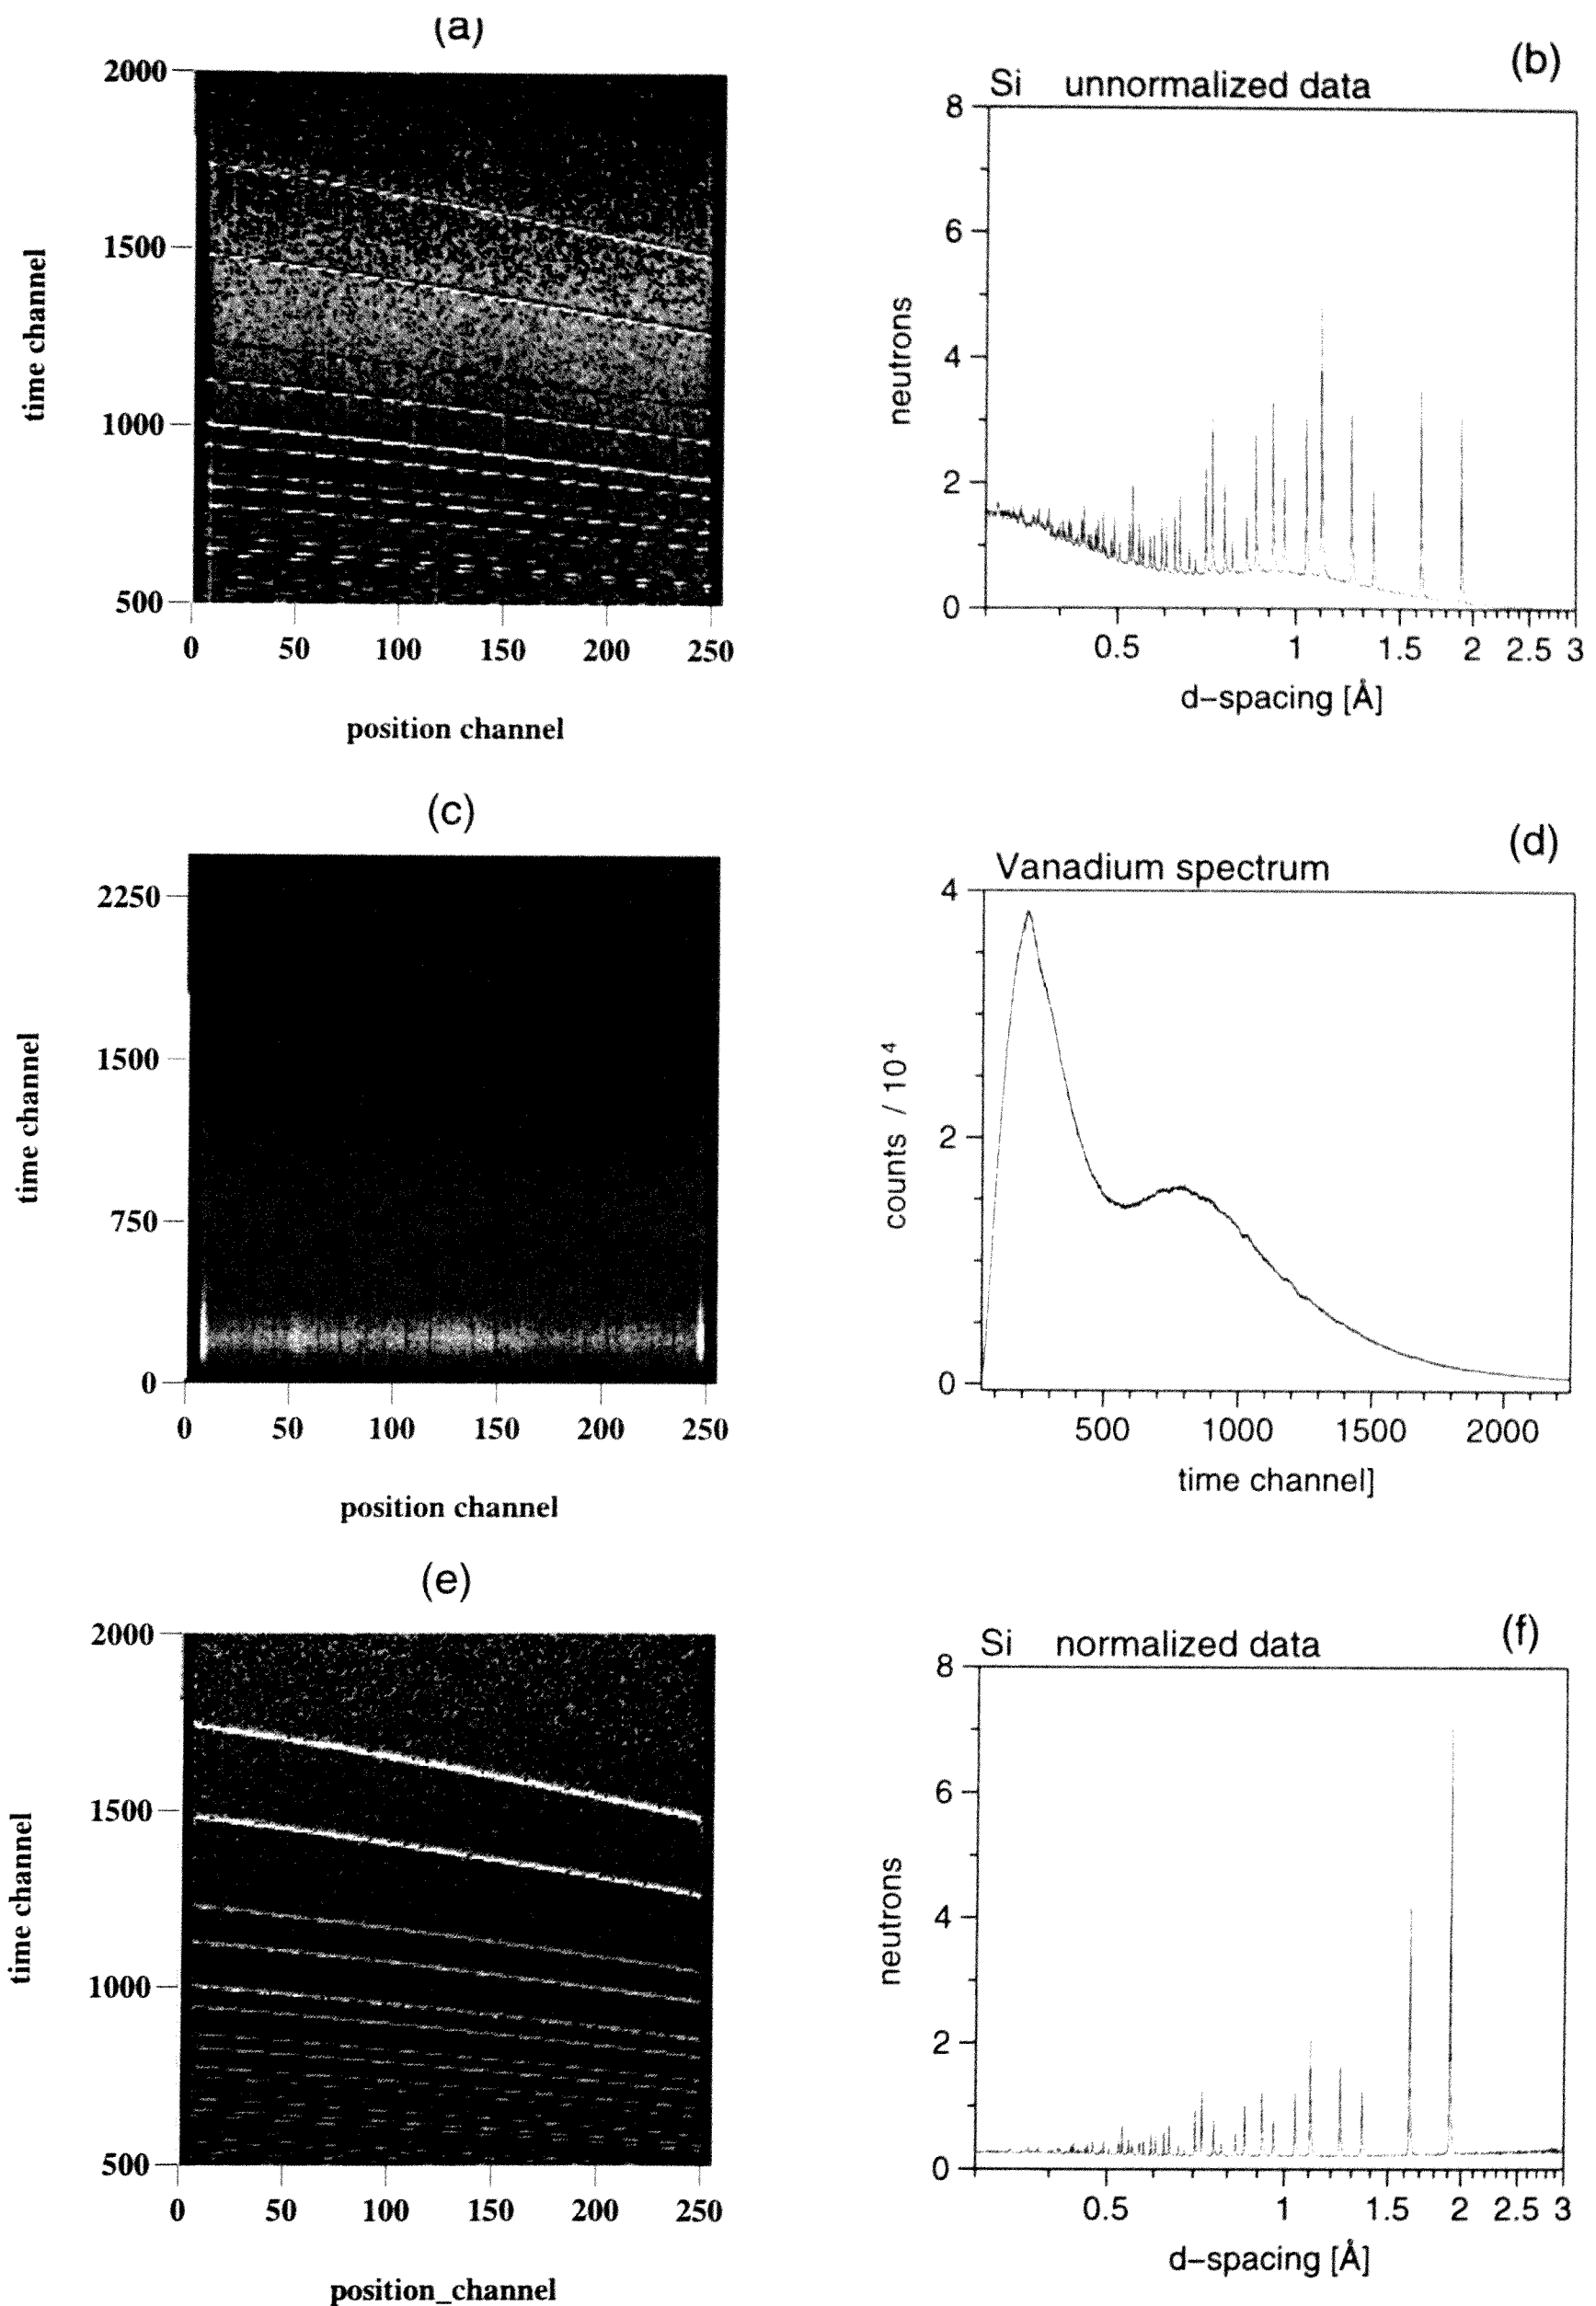 (a)
2000
1500
1000
500
0 50 100 150 200 250
time channel
position channel
(b)
Si unnormalized data
8
6
4
2
0
0.5 1 1.5 2 2.5 3
neutrons
d-spacing [Å]
(c)
2250
1500
750
0
0 50 100 150 200 250
time channel
position channel
(d)
Vanadium spectrum
4
2
0
500 1000 1500 2000
counts / 10⁴
time channel]
(e)
2000
1500
1000
500
0 50 100 150 200 250
time channel
position_channel
(f)
Si normalized data
8
6
4
2
0
0.5 1 1.5 2 2.5 3
neutrons
d-spacing [Å]